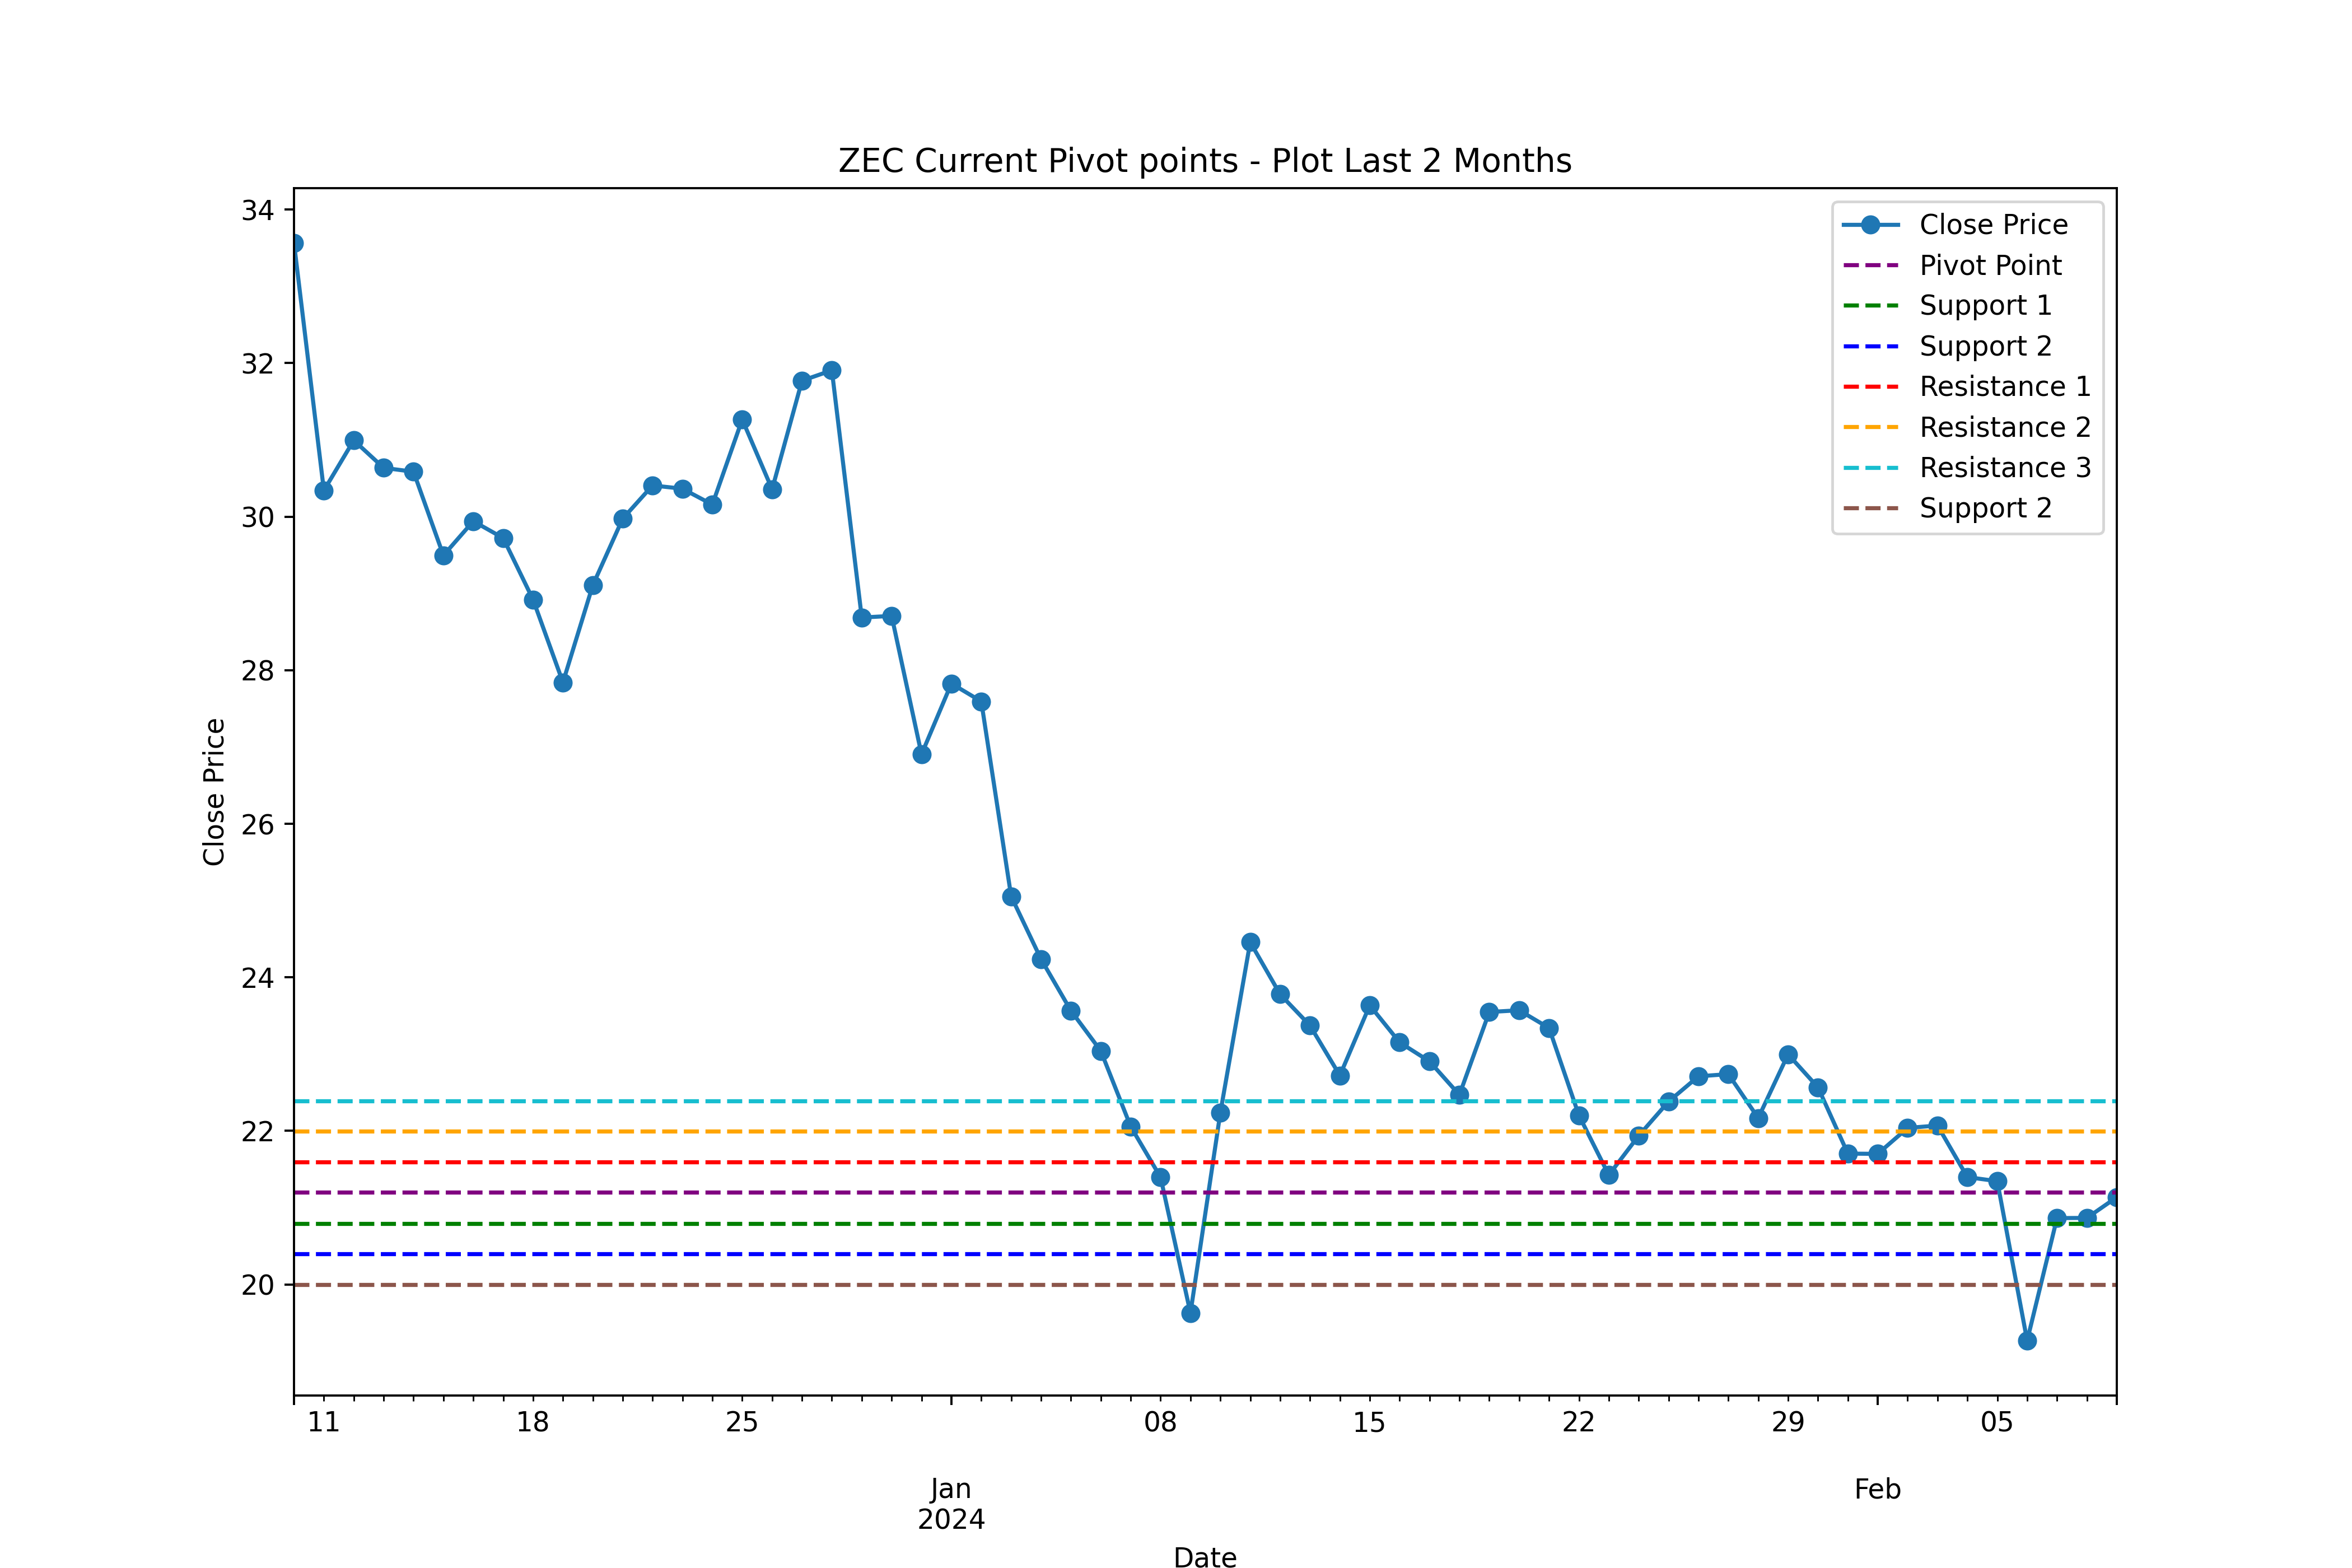 ZEC Current Pivot points - Plot Last 2 Months
Close Price
34
32
30
28
26
24
22
20
Close Price
Pivot Point
Support 1
Support 2
Resistance 1
Resistance 2
Resistance 3
Support 2
11 18 25 08 15 22 29 05
Jan Feb
2024
Date